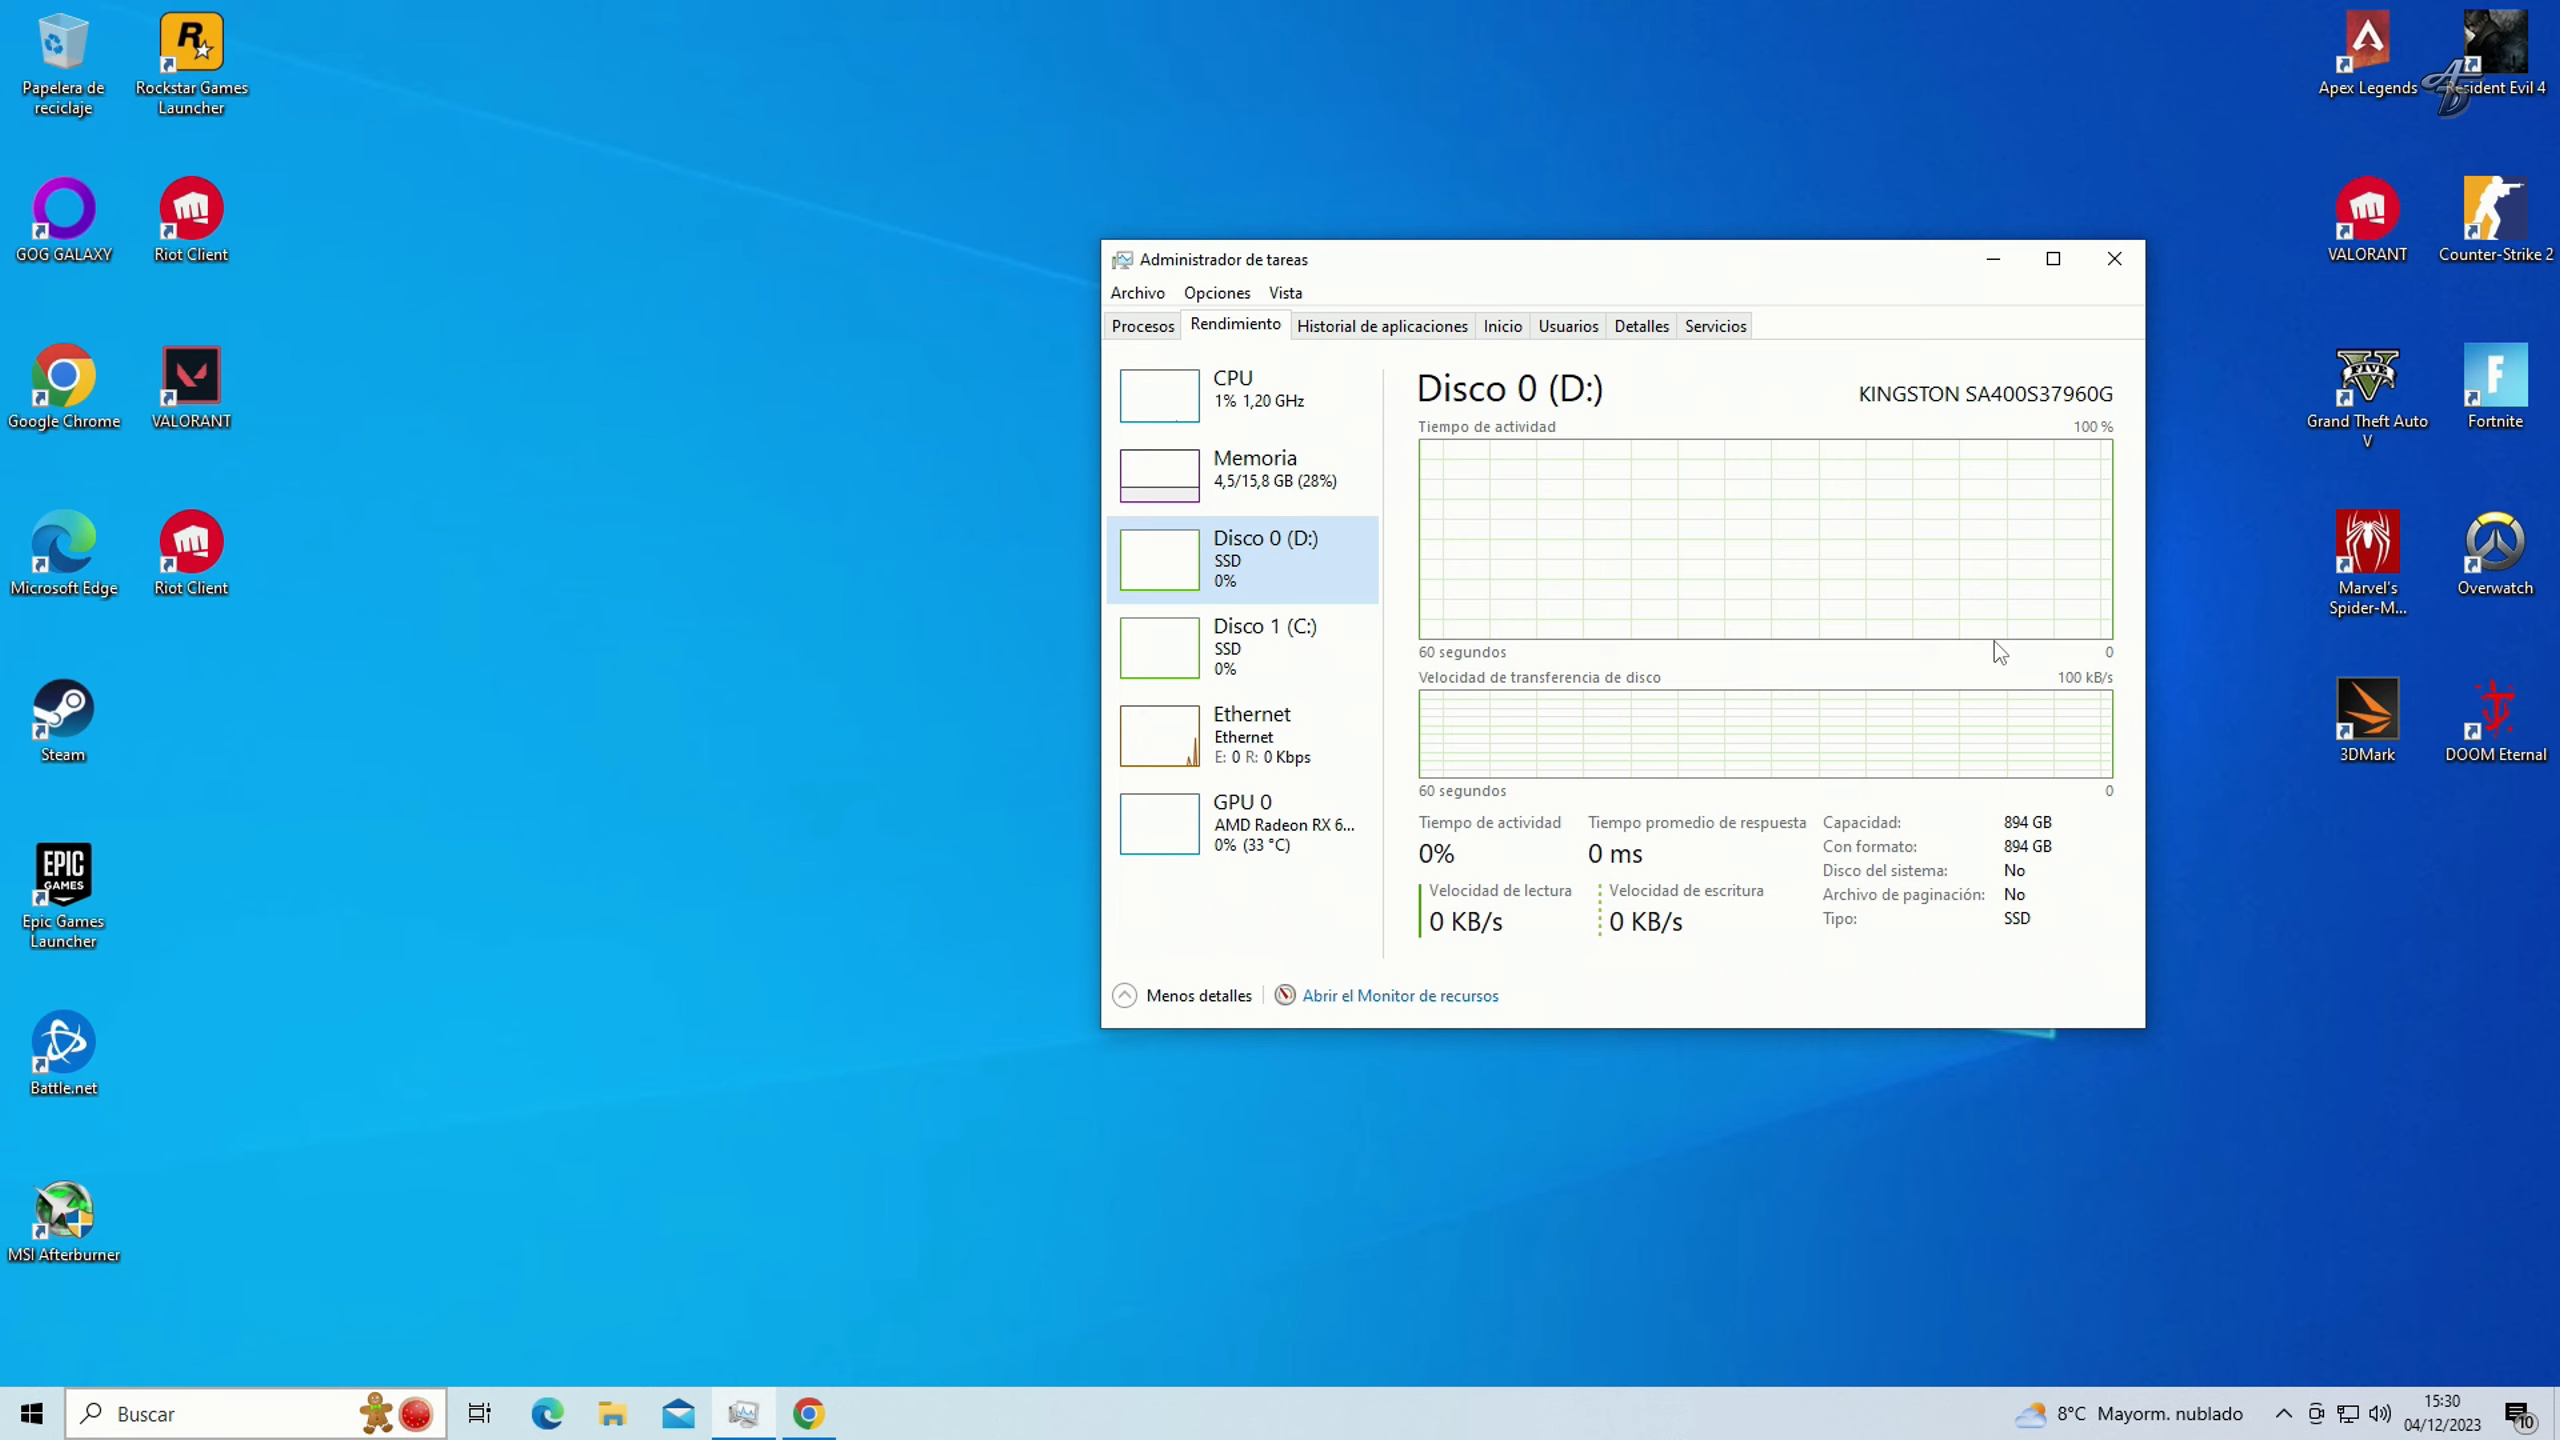 Papelera de
reciclaje
Rockstar Games
Launcher
GOG GALAXY
Riot Client
Google Chrome
VALORANT
Microsoft Edge
Riot Client
Steam
EPIC
GAMES
Epic Games
Launcher
Battle.net
MSI Afterburner
Apex Legends
Resident Evil 4
VALORANT
Counter-Strike 2
FIVE
Grand Theft Auto
V
Fortnite
Marvel's
Spider-M...
Overwatch
3DMark
DOOM Eternal
Administrador de tareas
Archivo Opciones Vista
Procesos Rendimiento Historial de aplicaciones Inicio Usuarios Detalles Servicios
CPU
1% 1,20 GHz
Memoria
4,5/15,8 GB (28%)
Disco 0 (D:)
SSD
0%
Disco 1 (C:)
SSD
0%
Ethernet
Ethernet
E: 0 R: 0 Kbps
GPU 0
AMD Radeon RX 6...
0% (33 °C)
Disco 0 (D:) KINGSTON SA400S37960G
Tiempo de actividad 100 %
60 segundos 0
Velocidad de transferencia de disco 100 kB/s
60 segundos 0
Tiempo de actividad Tiempo promedio de respuesta
0% 0 ms
Velocidad de lectura Velocidad de escritura
0 KB/s 0 KB/s
Capacidad: 894 GB
Con formato: 894 GB
Disco del sistema: No
Archivo de paginación: No
Tipo: SSD
Menos detalles Abrir el Monitor de recursos
Buscar
8°C Mayorm. nublado
15:30
04/12/2023
10